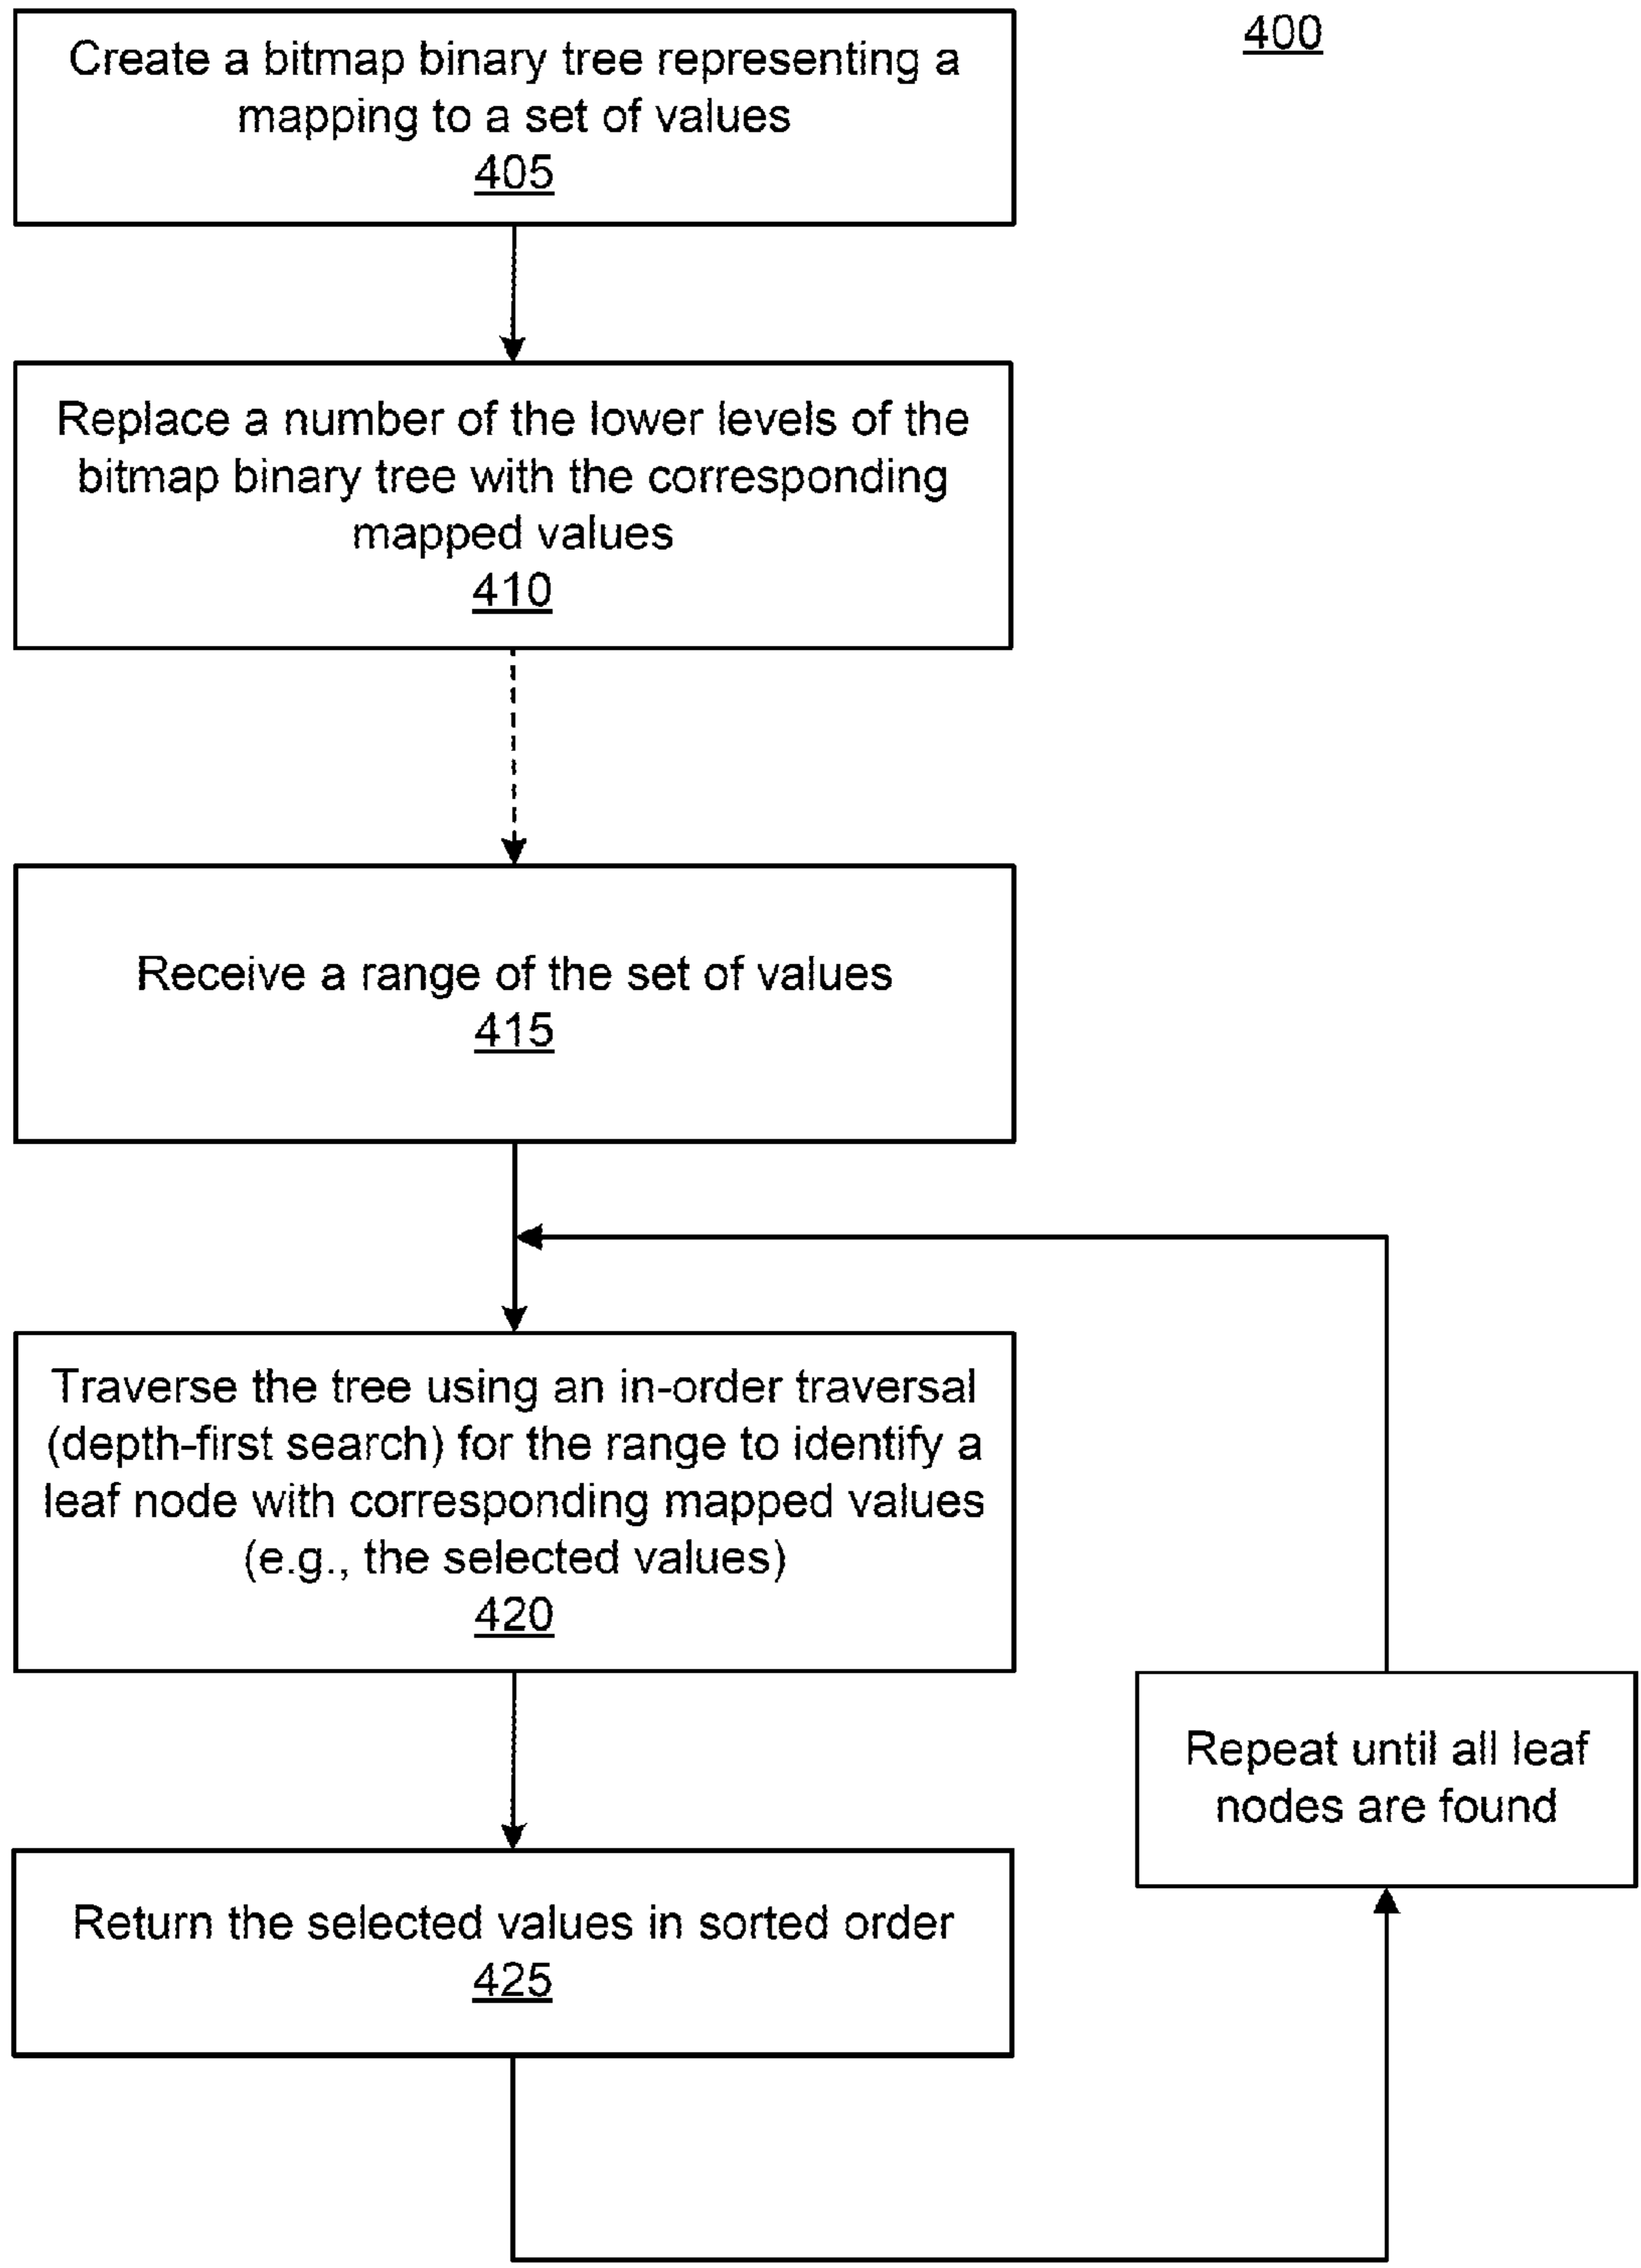 400
Create a bitmap binary tree representing a
mapping to a set of values
405
Replace a number of the lower levels of the
bitmap binary tree with the corresponding
mapped values
410
Receive a range of the set of values
415
Traverse the tree using an in-order traversal
(depth-first search) for the range to identify a
leaf node with corresponding mapped values
(e.g., the selected values)
420
Repeat until all leaf
nodes are found
Return the selected values in sorted order
425